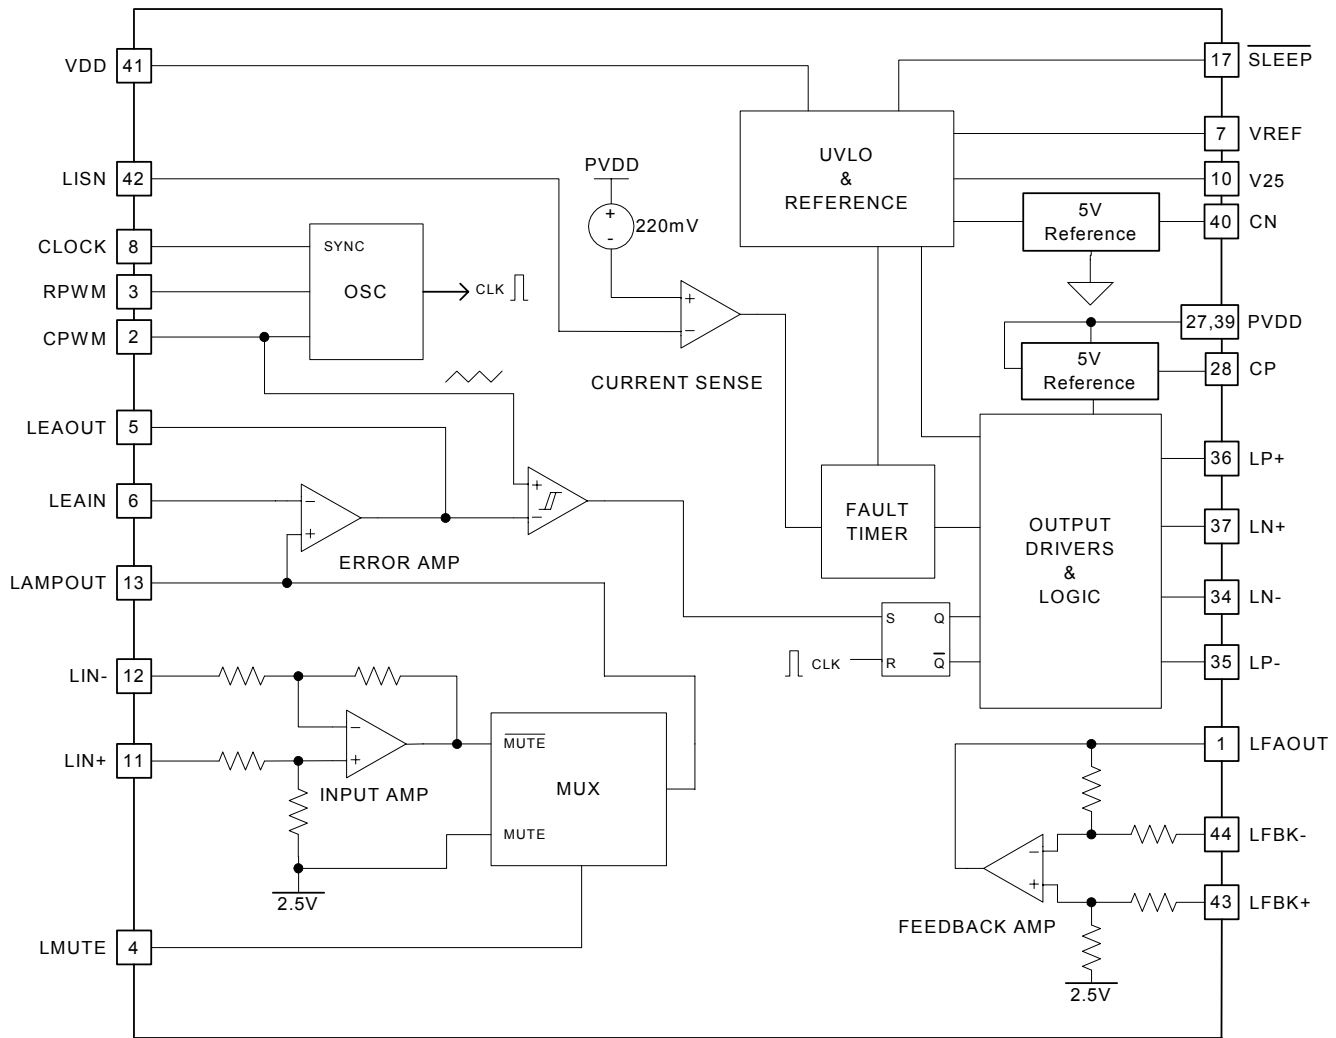 VDD 41
17 SLEEP
7 VREF
UVLO
&
REFERENCE
PVDD
LISN 42
10 V25
+
-
220mV
5V
Reference
40 CN
CLOCK 8
SYNC
RPWM 3
OSC
CLK
CPWM 2
+
−
27,39 PVDD
5V
Reference
28 CP
CURRENT SENSE
LEAOUT 5
36 LP+
LEAIN 6
−
+
+
−
FAULT
TIMER
37 LN+
OUTPUT
DRIVERS
&
LOGIC
ERROR AMP
LAMPOUT 13
34 LN-
S Q
CLK
R Q
35 LP-
LIN- 12
−
+
MUTE
1 LFAOUT
LIN+ 11
INPUT AMP
MUX
MUTE
44 LFBK-
−
+
2.5V
43 LFBK+
FEEDBACK AMP
LMUTE 4
2.5V